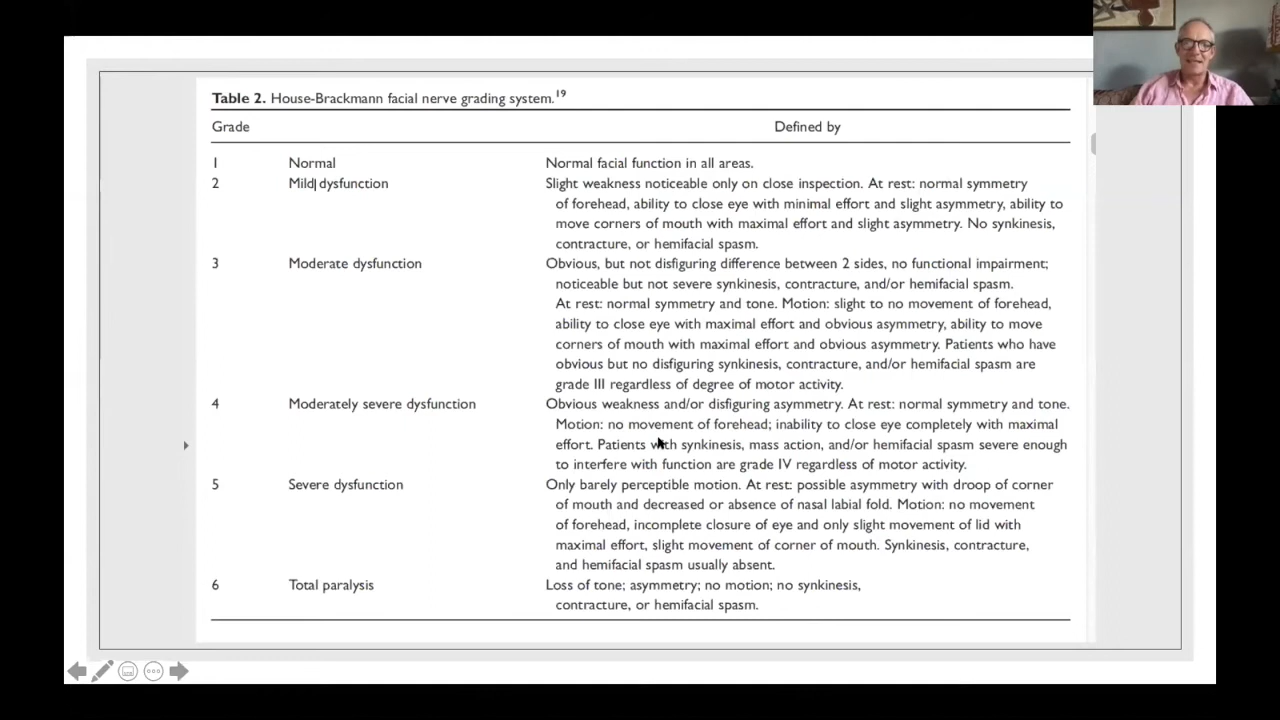 Table 2. House-Brackmann facial nerve grading system.19
Grade Defined by
1 Normal Normal facial function in all areas.
2 Mild dysfunction Slight weakness noticeable only on close inspection. At rest: normal symmetry
of forehead, ability to close eye with minimal effort and slight asymmetry, ability to
move corners of mouth with maximal effort and slight asymmetry. No synkinesis,
contracture, or hemifacial spasm.
3 Moderate dysfunction Obvious, but not disfiguring difference between 2 sides, no functional impairment;
noticeable but not severe synkinesis, contracture, and/or hemifacial spasm.
At rest: normal symmetry and tone. Motion: slight to no movement of forehead,
ability to close eye with maximal effort and obvious asymmetry, ability to move
corners of mouth with maximal effort and obvious asymmetry. Patients who have
obvious but no disfiguring synkinesis, contracture, and/or hemifacial spasm are
grade III regardless of degree of motor activity.
4 Moderately severe dysfunction Obvious weakness and/or disfiguring asymmetry. At rest: normal symmetry and tone.
Motion: no movement of forehead; inability to close eye completely with maximal
effort. Patients with synkinesis, mass action, and/or hemifacial spasm severe enough
to interfere with function are grade IV regardless of motor activity.
5 Severe dysfunction Only barely perceptible motion. At rest: possible asymmetry with droop of corner
of mouth and decreased or absence of nasal labial fold. Motion: no movement
of forehead, incomplete closure of eye and only slight movement of lid with
maximal effort, slight movement of corner of mouth. Synkinesis, contracture,
and hemifacial spasm usually absent.
6 Total paralysis Loss of tone; asymmetry; no motion; no synkinesis,
contracture, or hemifacial spasm.